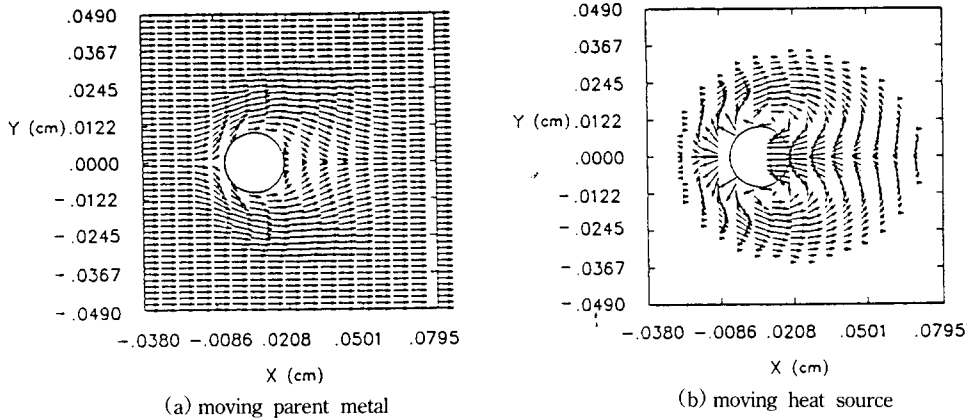 .0490
.0367
.0245
Y (cm) .0122
.0000
-.0122
-.0245
-.0367
-.0490
-.0380 -.0086 .0208 .0501 .0795
X (cm)
(a) moving parent metal
.0490
.0367
.0245
Y (cm) .0122
.0000
-.0122
-.0245
-.0367
-.0490
-.0380 -.0086 .0208 .0501 .0795
X (cm)
(b) moving heat source